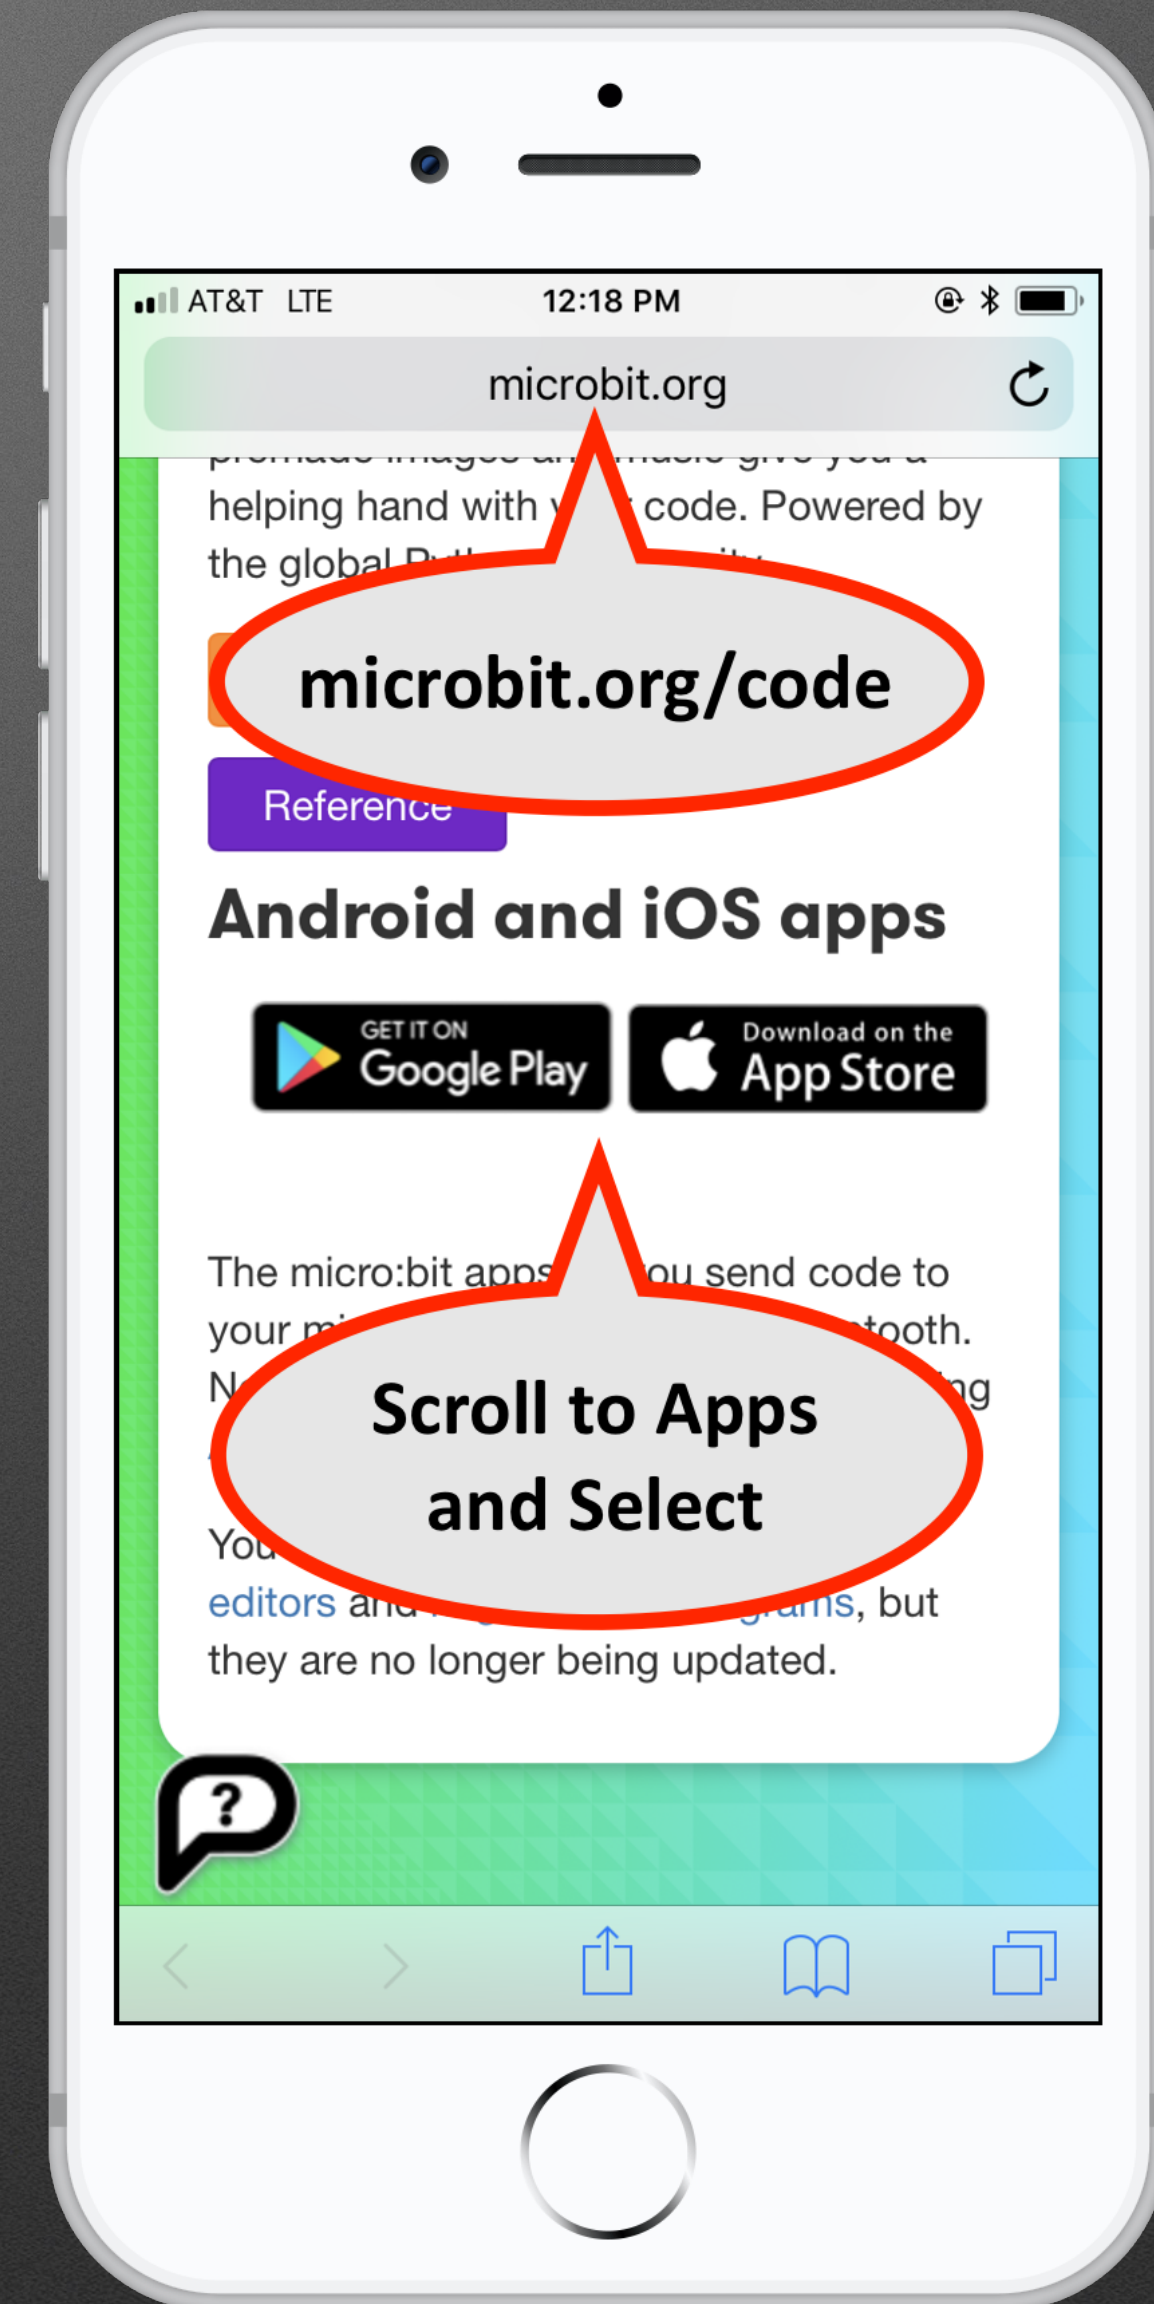 AT&T LTE 12:18 PM
microbit.org
helping hand with code. Powered by
the global
microbit.org/code
Reference
Android and iOS apps
GET IT ON
Google Play
Download on the
App Store
The micro:bit apps you send code to
your
Scroll to Apps
and Select
editors and , but
they are no longer being updated.
?